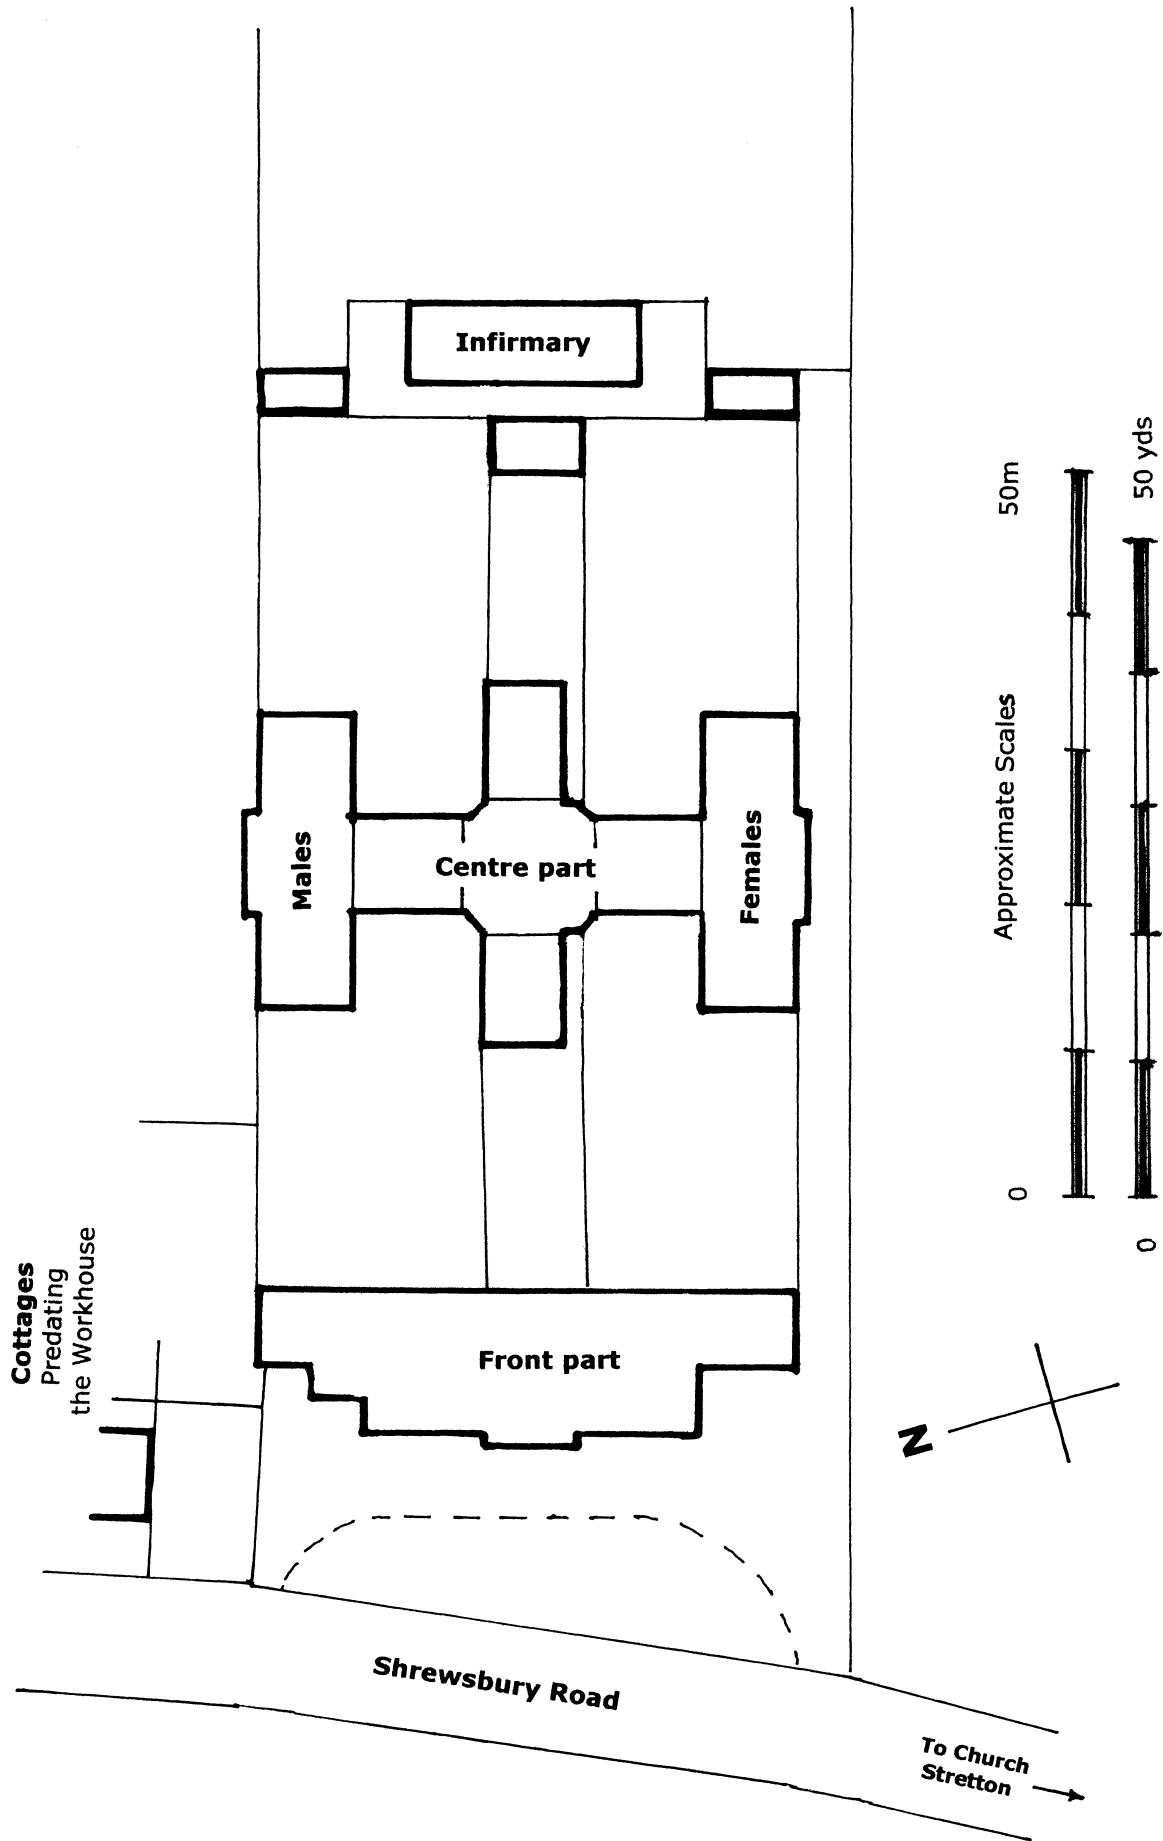 Infirmary
Males
Centre part
Females
50m
50 yds
Approximate Scales
0
0
Cottages
Predating
the Workhouse
Front part
N
Shrewsbury Road
To Church
Stretton